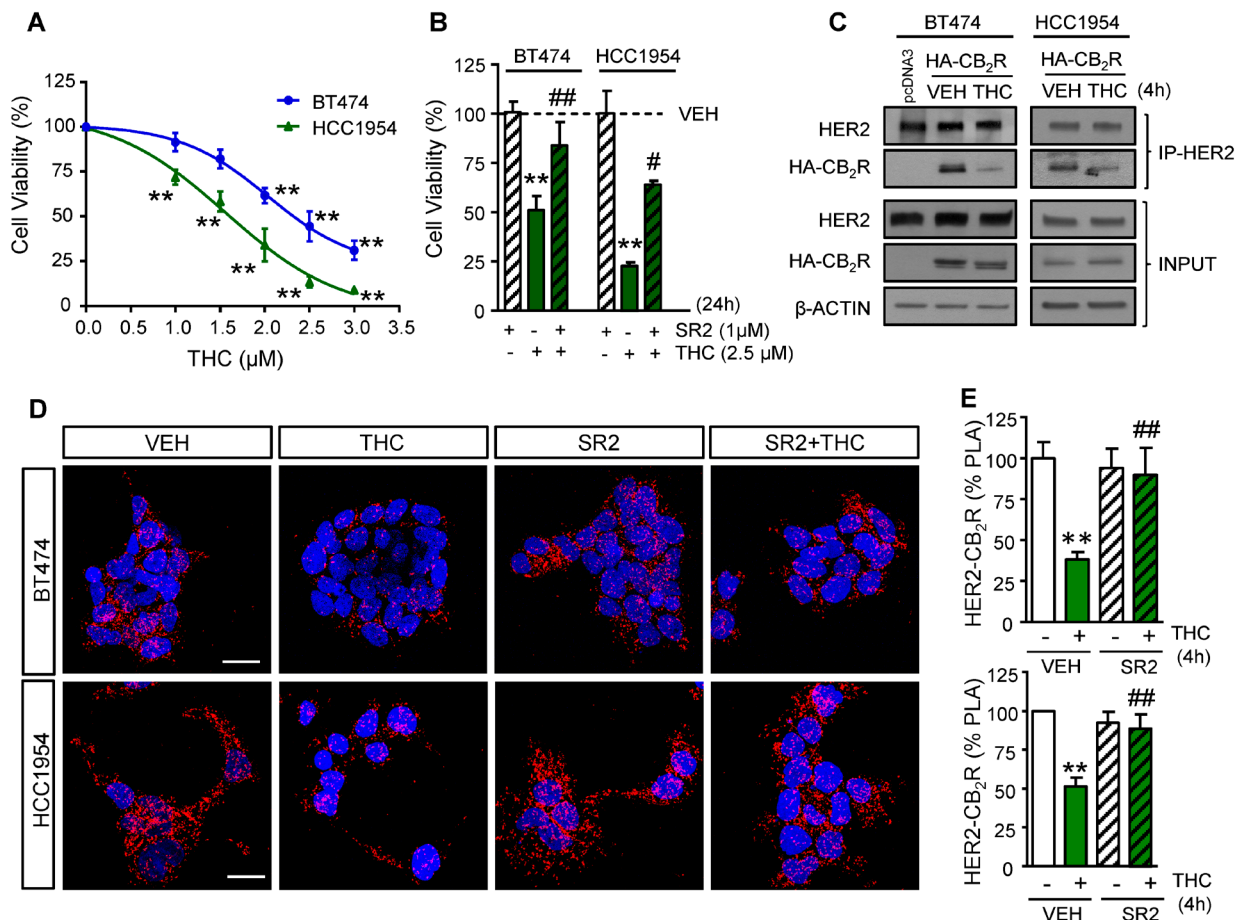 A
Cell Viability (%)
125
100
75
50
25
0
BT474
HCC1954
**
**
**
**
**
**
**
**
0.0 0.5 1.0 1.5 2.0 2.5 3.0 3.5
THC (µM)
B
BT474 HCC1954
Cell Viability (%)
125
100
75
50
25
0
**
##
**
#
VEH
(24h)
+ - + + - + SR2 (1µM)
- + + - + + THC (2.5 µM)
C
BT474 HCC1954
pcDNA3
HA-CB2R HA-CB2R
VEH THC VEH THC (4h)
HER2
HA-CB2R
IP-HER2
HER2
HA-CB2R
β-ACTIN
INPUT
D
VEH THC SR2 SR2+THC
BT474
HCC1954
E
HER2-CB2R (% PLA)
125
100
75
50
25
0
**
##
- + - + THC
VEH SR2 (4h)
HER2-CB2R (% PLA)
125
100
75
50
25
0
**
##
- + - + THC
VEH SR2 (4h)